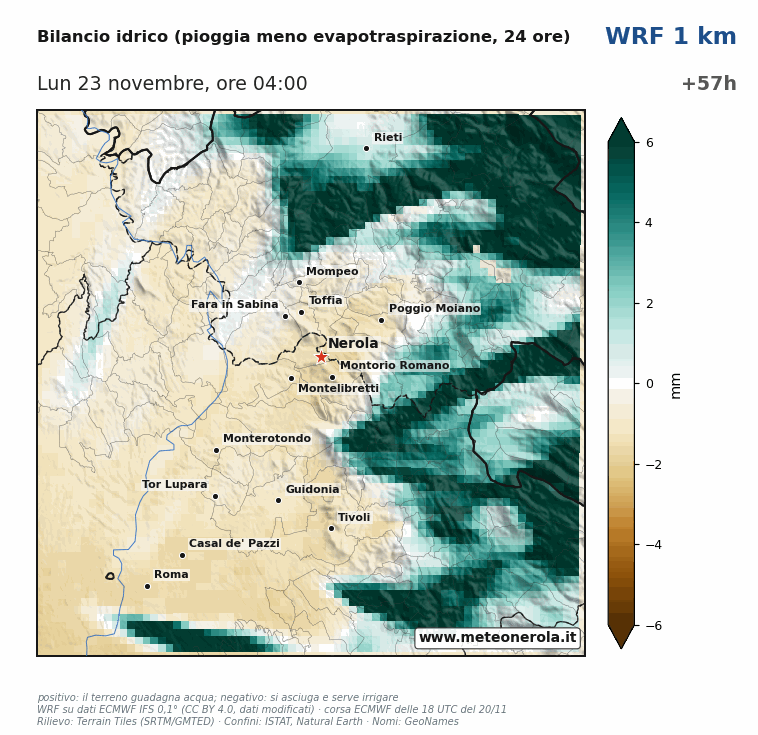 Bilancio idrico (pioggia meno evapotraspirazione, 24 ore)
WRF 1 km
Lun 23 novembre, ore 04:00
+57h
Rieti
Mompeo
Fara in Sabina
Toffia
Poggio Moiano
Nerola
Montorio Romano
Montelibretti
Monterotondo
Tor Lupara
Guidonia
Tivoli
Casal de' Pazzi
Roma
www.meteonerola.it
6
4
2
0
−2
−4
−6
mm
positivo: il terreno guadagna acqua; negativo: si asciuga e serve irrigare
WRF su dati ECMWF IFS 0,1° (CC BY 4.0, dati modificati) · corsa ECMWF delle 18 UTC del 20/11
Rilievo: Terrain Tiles (SRTM/GMTED) · Confini: ISTAT, Natural Earth · Nomi: GeoNames